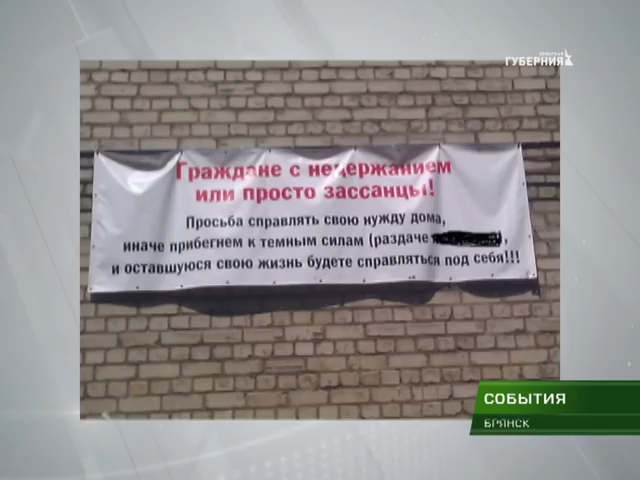 БРЯНСКАЯ
ГУБЕРНИЯ
Граждане с недержанием
или просто зассанцы!
Просьба справлять свою нужду дома,
иначе прибегнем к темным силам (раздаче ),
и оставшуюся свою жизнь будете справляться под себя!!!
СОБЫТИЯ
БРЯНСК